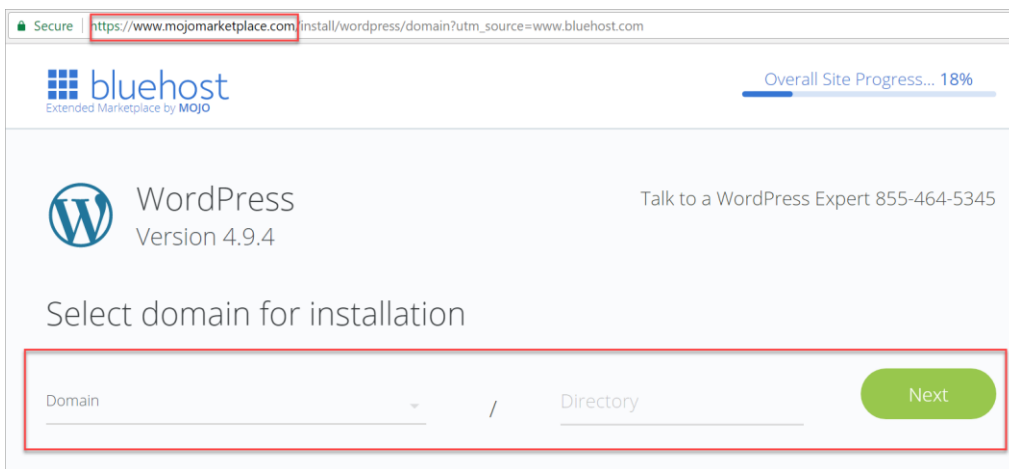 Secure | https://www.mojomarketplace.com/install/wordpress/domain?utm_source=www.bluehost.com
bluehost
Extended Marketplace by MOJO
Overall Site Progress... 18%
WordPress
Version 4.9.4
Talk to a WordPress Expert 855-464-5345
Select domain for installation
Domain / Directory Next